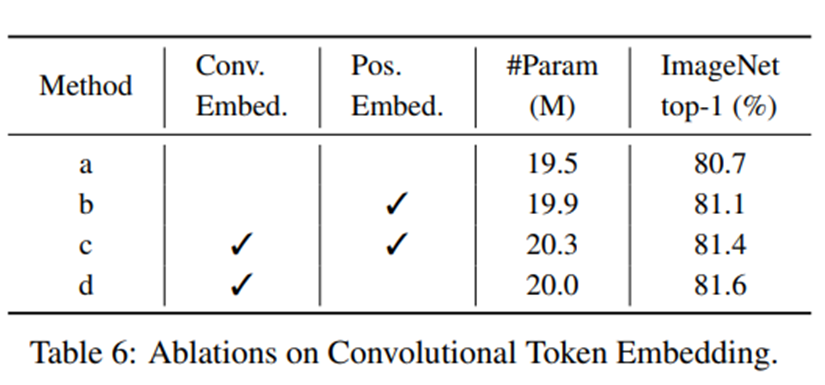 Method Conv. Embed. Pos. Embed. #Param (M) ImageNet top-1 (%)
a 19.5 80.7
b ✓ 19.9 81.1
c ✓ ✓ 20.3 81.4
d ✓ 20.0 81.6
Table 6: Ablations on Convolutional Token Embedding.